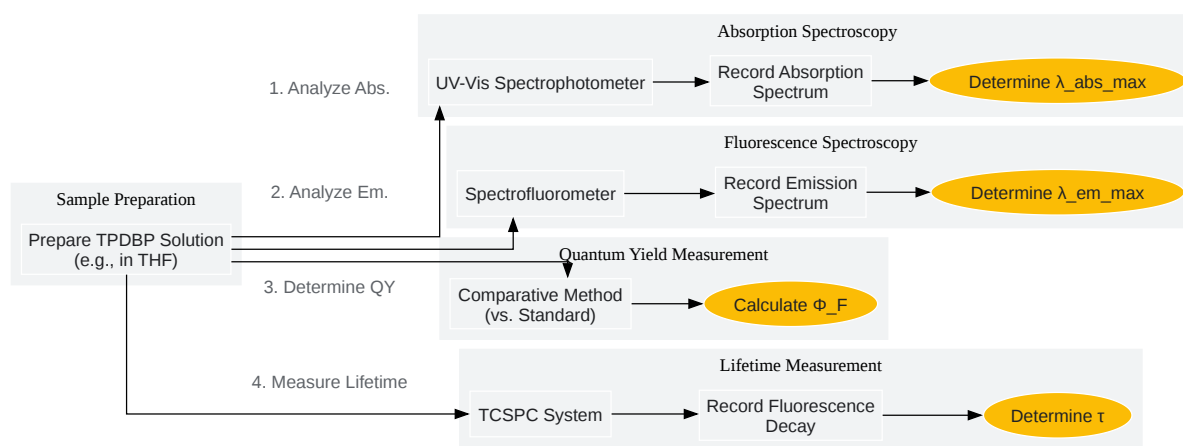 Absorption Spectroscopy
1. Analyze Abs.
UV-Vis Spectrophotometer
Record Absorption
Spectrum
Determine λ_abs_max
Fluorescence Spectroscopy
2. Analyze Em.
Spectrofluorometer
Record Emission
Spectrum
Determine λ_em_max
Sample Preparation
Prepare TPDBP Solution
(e.g., in THF)
Quantum Yield Measurement
3. Determine QY
Comparative Method
(vs. Standard)
Calculate Φ_F
Lifetime Measurement
4. Measure Lifetime
TCSPC System
Record Fluorescence
Decay
Determine τ